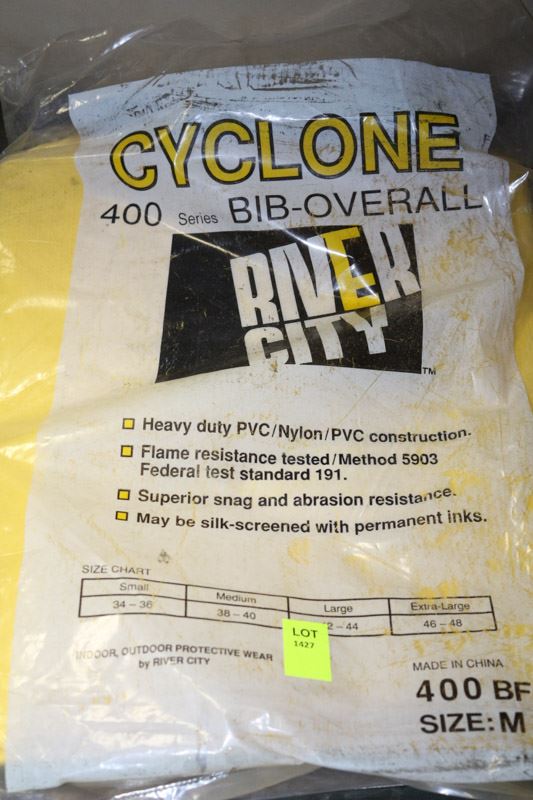 CYCLONE
400 Series BIB-OVERALL
RIVER
CITY
TM
Heavy duty PVC/Nylon/PVC construction.
Flame resistance tested/Method 5903
Federal test standard 191.
Superior snag and abrasion resistance.
May be silk-screened with permanent inks.
SIZE CHART
Small Medium Large Extra-Large
34 – 36 38 – 40 2 – 44 46 – 48
LOT
1427
INDOOR, OUTDOOR PROTECTIVE WEAR
by RIVER CITY
MADE IN CHINA
400 BF
SIZE: M